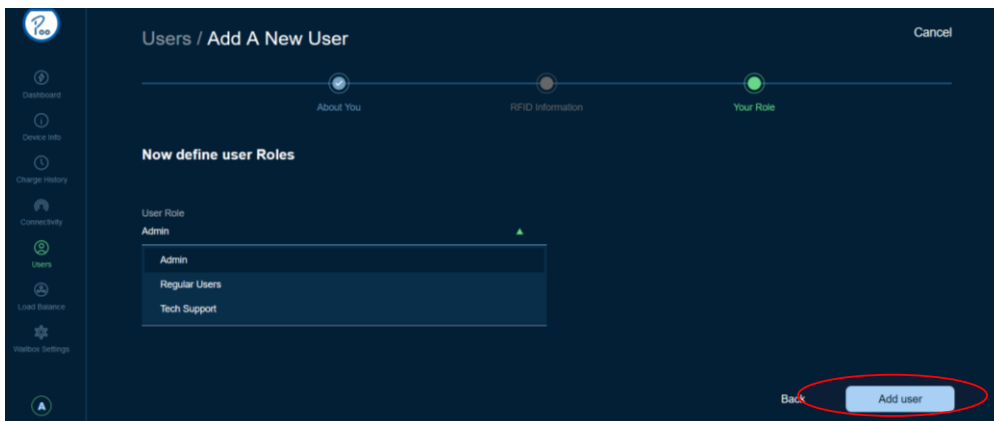 Poo
Users / Add A New User
Cancel
Dashboard
Device Info
Charge History
Connectivity
Users
Load Balance
Wallbox Settings
A
About You
RFID Information
Your Role
Now define user Roles
User Role
Admin
Admin
Regular Users
Tech Support
Back
Add user